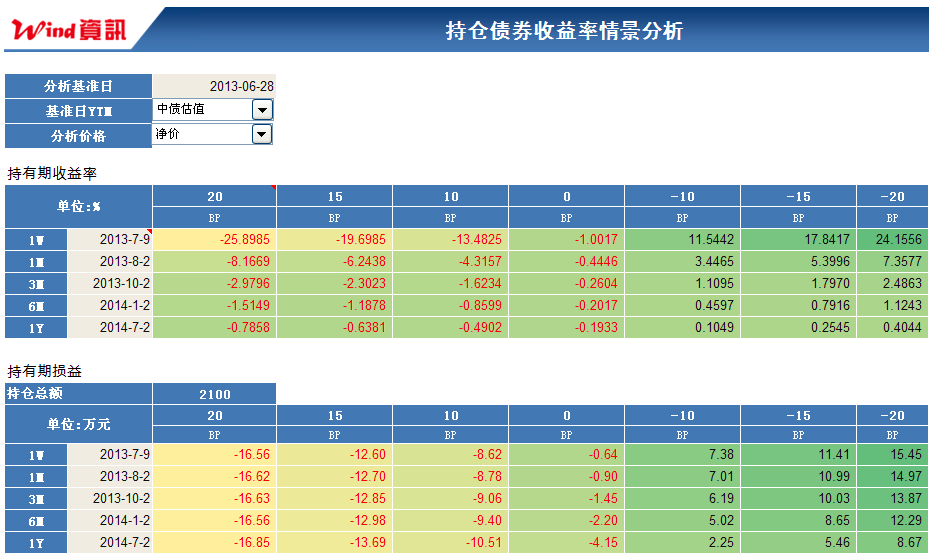 Wind資訊
持仓债券收益率情景分析
分析基准日 2013-06-28
基准日YTM 中债估值
分析价格 净价
持有期收益率
单位:% 20 15 10 0 -10 -15 -20
BP BP BP BP BP BP BP
1W 2013-7-9 -25.8985 -19.6985 -13.4825 -1.0017 11.5442 17.8417 24.1556
1M 2013-8-2 -8.1669 -6.2438 -4.3157 -0.4446 3.4465 5.3996 7.3577
3M 2013-10-2 -2.9796 -2.3023 -1.6234 -0.2604 1.1095 1.7970 2.4863
6M 2014-1-2 -1.5149 -1.1878 -0.8599 -0.2017 0.4597 0.7916 1.1243
1Y 2014-7-2 -0.7858 -0.6381 -0.4902 -0.1933 0.1049 0.2545 0.4044
持有期损益
持仓总额 2100
单位:万元 20 15 10 0 -10 -15 -20
BP BP BP BP BP BP BP
1W 2013-7-9 -16.56 -12.60 -8.62 -0.64 7.38 11.41 15.45
1M 2013-8-2 -16.62 -12.70 -8.78 -0.90 7.01 10.99 14.97
3M 2013-10-2 -16.63 -12.85 -9.06 -1.45 6.19 10.03 13.87
6M 2014-1-2 -16.56 -12.98 -9.40 -2.20 5.02 8.65 12.29
1Y 2014-7-2 -16.85 -13.69 -10.51 -4.15 2.25 5.46 8.67